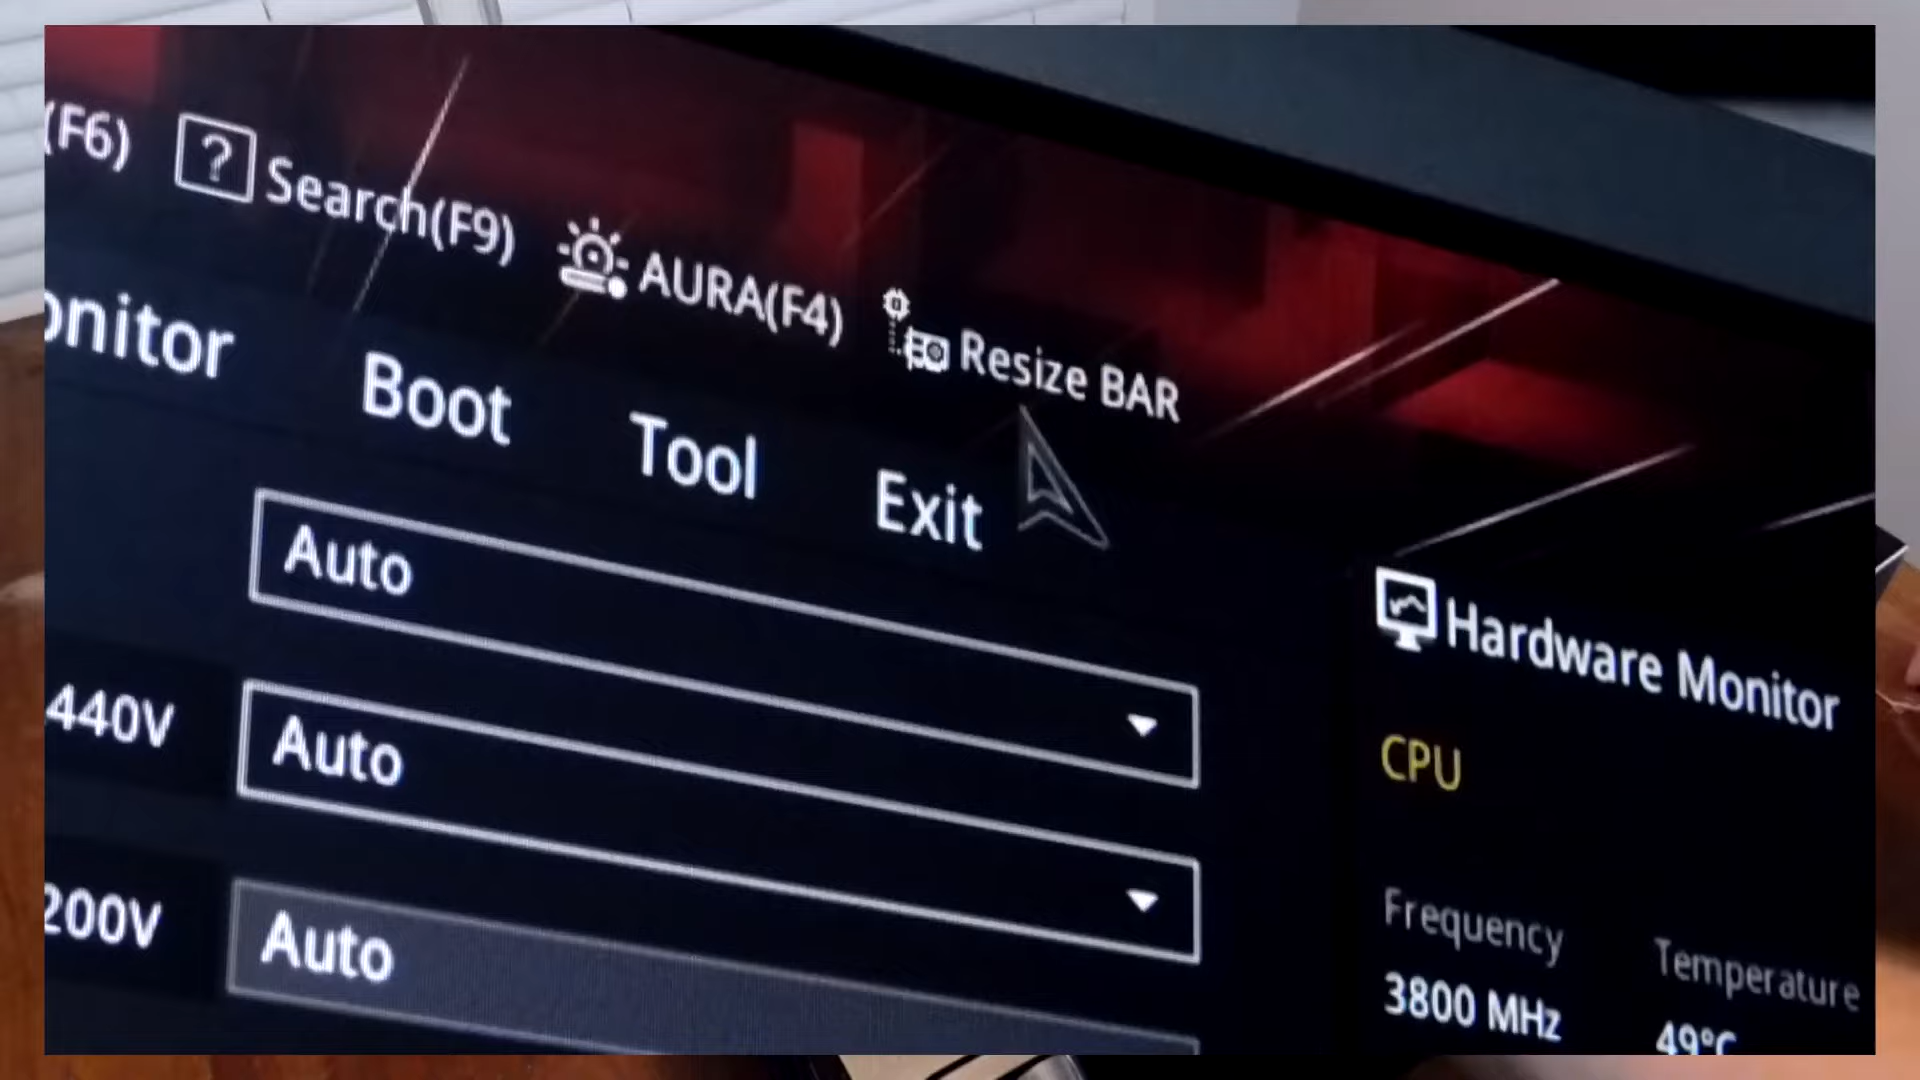 (F6) Search(F9) AURA(F4) Resize BAR
onitor Boot Tool Exit
Auto
Hardware Monitor
440V Auto
CPU
200V Auto
Frequency Temperature
3800 MHz 49°C